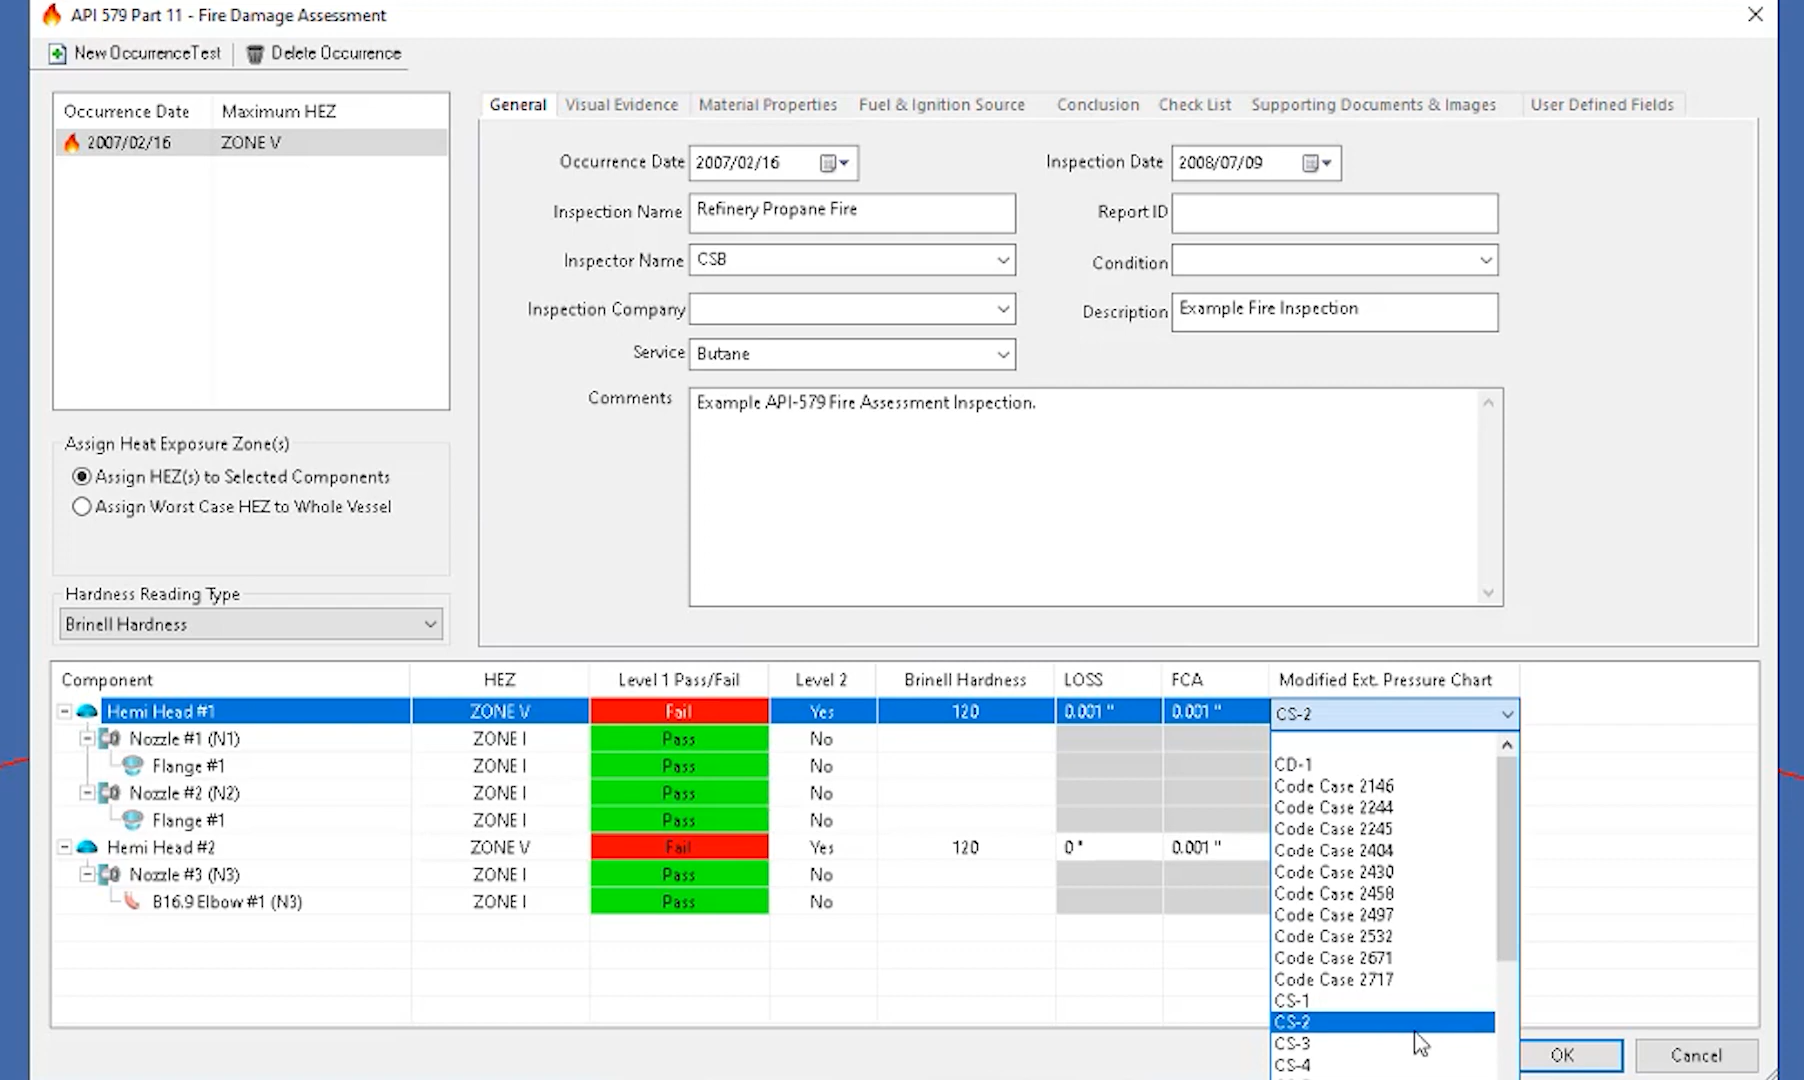 API 579 Part 11 - Fire Damage Assessment
New Occurrence Test
Delete Occurrence
Occurrence Date
Maximum HEZ
2007/02/16
ZONE V
Assign Heat Exposure Zone(s)
Assign HEZ(s) to Selected Components
Assign Worst Case HEZ to Whole Vessel
Hardness Reading Type
Brinell Hardness
General
Visual Evidence
Material Properties
Fuel & Ignition Source
Conclusion
Check List
Supporting Documents & Images
User Defined Fields
Occurrence Date 2007/02/16
Inspection Date 2008/07/09
Inspection Name Refinery Propane Fire
Report ID
Inspector Name CSB
Condition
Inspection Company
Description Example Fire Inspection
Service Butane
Comments Example API-579 Fire Assessment Inspection.
Component HEZ Level 1 Pass/Fail Level 2 Brinell Hardness LOSS FCA Modified Ext. Pressure Chart
Hemi Head #1 ZONE V Fail Yes 120 0.001 " 0.001 " CS-2
Nozzle #1 (N1) ZONE I Pass No
Flange #1 ZONE I Pass No
Nozzle #2 (N2) ZONE I Pass No
Flange #1 ZONE I Pass No
Hemi Head #2 ZONE V Fail Yes 120 0 " 0.001 "
Nozzle #3 (N3) ZONE I Pass No
B16.9 Elbow #1 (N3) ZONE I Pass No
CD-1
Code Case 2146
Code Case 2244
Code Case 2245
Code Case 2404
Code Case 2430
Code Case 2458
Code Case 2497
Code Case 2532
Code Case 2671
Code Case 2717
CS-1
CS-2
CS-3
CS-4
OK
Cancel